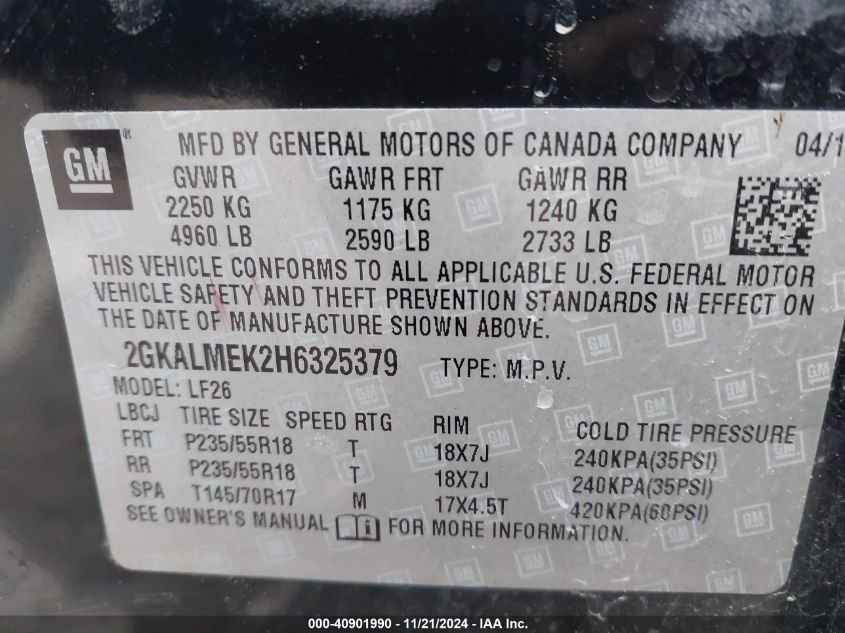 GM ® MFD BY GENERAL MOTORS OF CANADA COMPANY 04/1
GVWR GAWR FRT GAWR RR
2250 KG 1175 KG 1240 KG
4960 LB 2590 LB 2733 LB
THIS VEHICLE CONFORMS TO ALL APPLICABLE U.S. FEDERAL MOTOR
VEHICLE SAFETY AND THEFT PREVENTION STANDARDS IN EFFECT ON
THE DATE OF MANUFACTURE SHOWN ABOVE.
2GKALMEK2H6325379 TYPE: M.P.V.
MODEL: LF26
LBCJ TIRE SIZE SPEED RTG RIM COLD TIRE PRESSURE
FRT P235/55R18 T 18X7J 240KPA(35PSI)
RR P235/55R18 T 18X7J 240KPA(35PSI)
SPA T145/70R17 M 17X4.5T 420KPA(60PSI)
SEE OWNER'S MANUAL i FOR MORE INFORMATION.
000-40901990 - 11/21/2024 - IAAI, Inc.